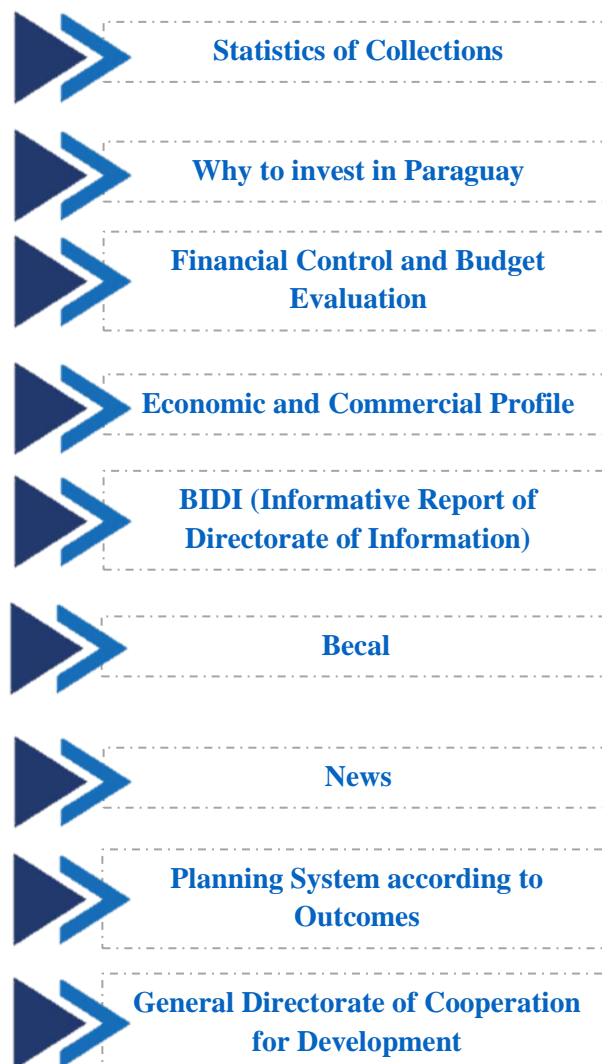 Statistics of Collections
Why to invest in Paraguay
Financial Control and Budget
Evaluation
Economic and Commercial Profile
BIDI (Informative Report of
Directorate of Information)
Becal
News
Planning System according to
Outcomes
General Directorate of Cooperation
for Development